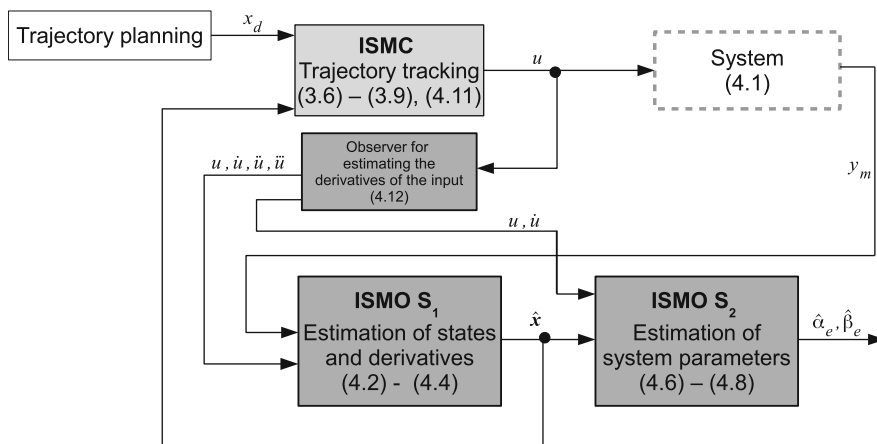 Trajectory planning
x_d
ISMC
Trajectory tracking
(3.6) – (3.9), (4.11)
u
System
(4.1)
y_m
Observer for
estimating the
derivatives of the input
(4.12)
u , u̇ , ü , ü
u , u̇
ISMO S_1
Estimation of states
and derivatives
(4.2) - (4.4)
x̂
ISMO S_2
Estimation of
system parameters
(4.6) – (4.8)
α̂_e , β̂_e